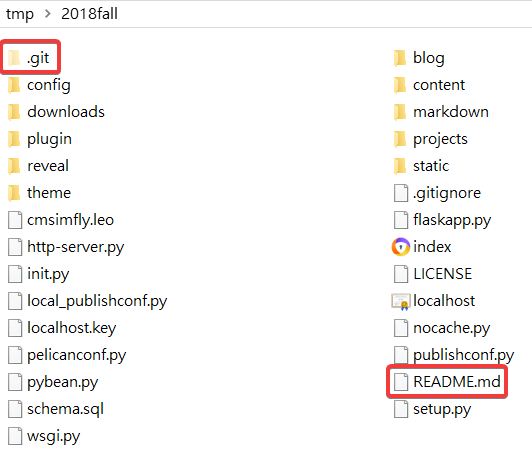 tmp > 2018fall
.git
blog
config
content
downloads
markdown
plugin
projects
reveal
static
theme
.gitignore
cmsimfly.leo
flaskapp.py
http-server.py
index
init.py
LICENSE
local_publishconf.py
localhost
localhost.key
nocache.py
pelicanconf.py
publishconf.py
pybean.py
README.md
schema.sql
setup.py
wsgi.py